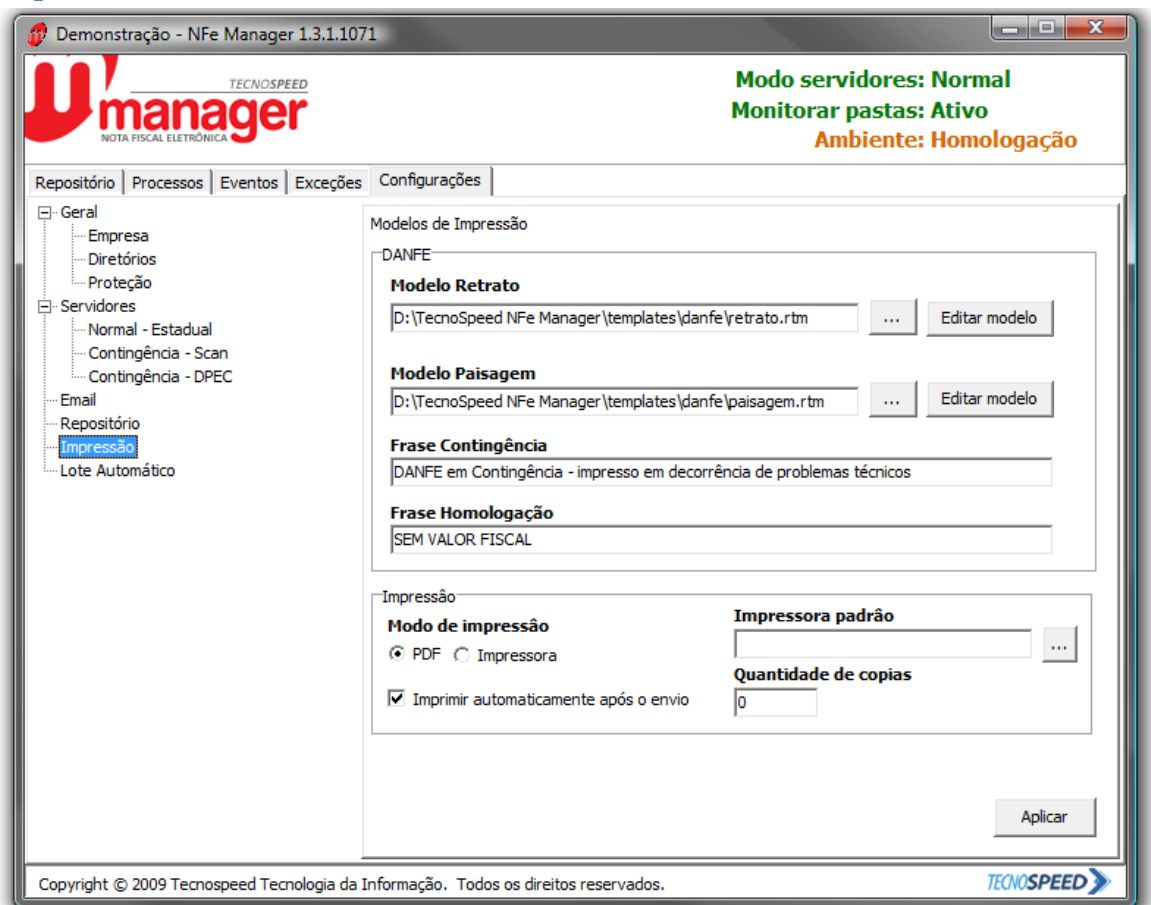 Demonstração - NFe Manager 1.3.1.1071
TECNOSPEED
manager
NOTA FISCAL ELETRÔNICA
Modo servidores: Normal
Monitorar pastas: Ativo
Ambiente: Homologação
Repositório Processos Eventos Exceções Configurações
Geral
Empresa
Diretórios
Proteção
Servidores
Normal - Estadual
Contingência - Scan
Contingência - DPEC
Email
Repositório
Impressão
Lote Automático
Modelos de Impressão
DANFE
Modelo Retrato
D:\TecnoSpeed NFe Manager\templates\danfe\retrato.rtm ... Editar modelo
Modelo Paisagem
D:\TecnoSpeed NFe Manager\templates\danfe\paisagem.rtm ... Editar modelo
Frase Contingência
DANFE em Contingência - impresso em decorrência de problemas técnicos
Frase Homologação
SEM VALOR FISCAL
Impressâo
Modo de impressâo
PDF Impressora
Imprimir automaticamente após o envio
Impressora padrâo
...
Quantidade de copias
0
Aplicar
Copyright © 2009 Tecnospeed Tecnologia da Informação. Todos os direitos reservados.
TECNOSPEED